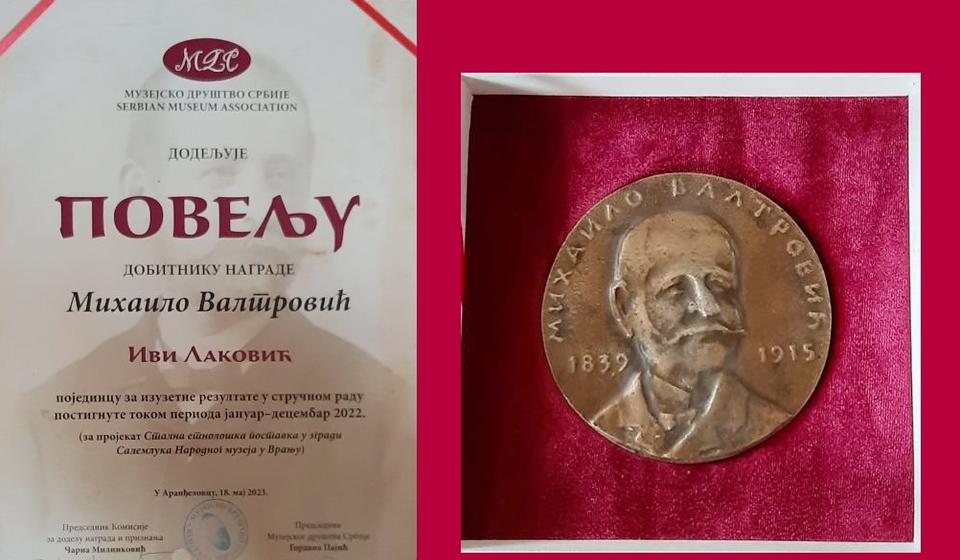 МДС
МУЗЕЈСКО ДРУШТВО СРБИЈЕ
SERBIAN MUSEUM ASSOCIATION
ДОДЕЉУЈЕ
ПОВЕЉУ
ДОБИТНИКУ НАГРАДЕ
Михаило Валтровић
Иви Лаковић
појединцу за изузетне резултате у стручном раду
постигнуте током периода јануар–децембар 2022.
(за пројекат Стална етнолошка поставка у згради
Салемлука Народног музеја у Врању)
У Аранђеловцу, 18. мај 2023.
Председник Комисије
за доделу награда и признања
Чарна Милинковић
Председница
Музејског друштва Србије
Гордана Пајић
МИХАИЛО ВАЛТРОВИЋ
1839 1915